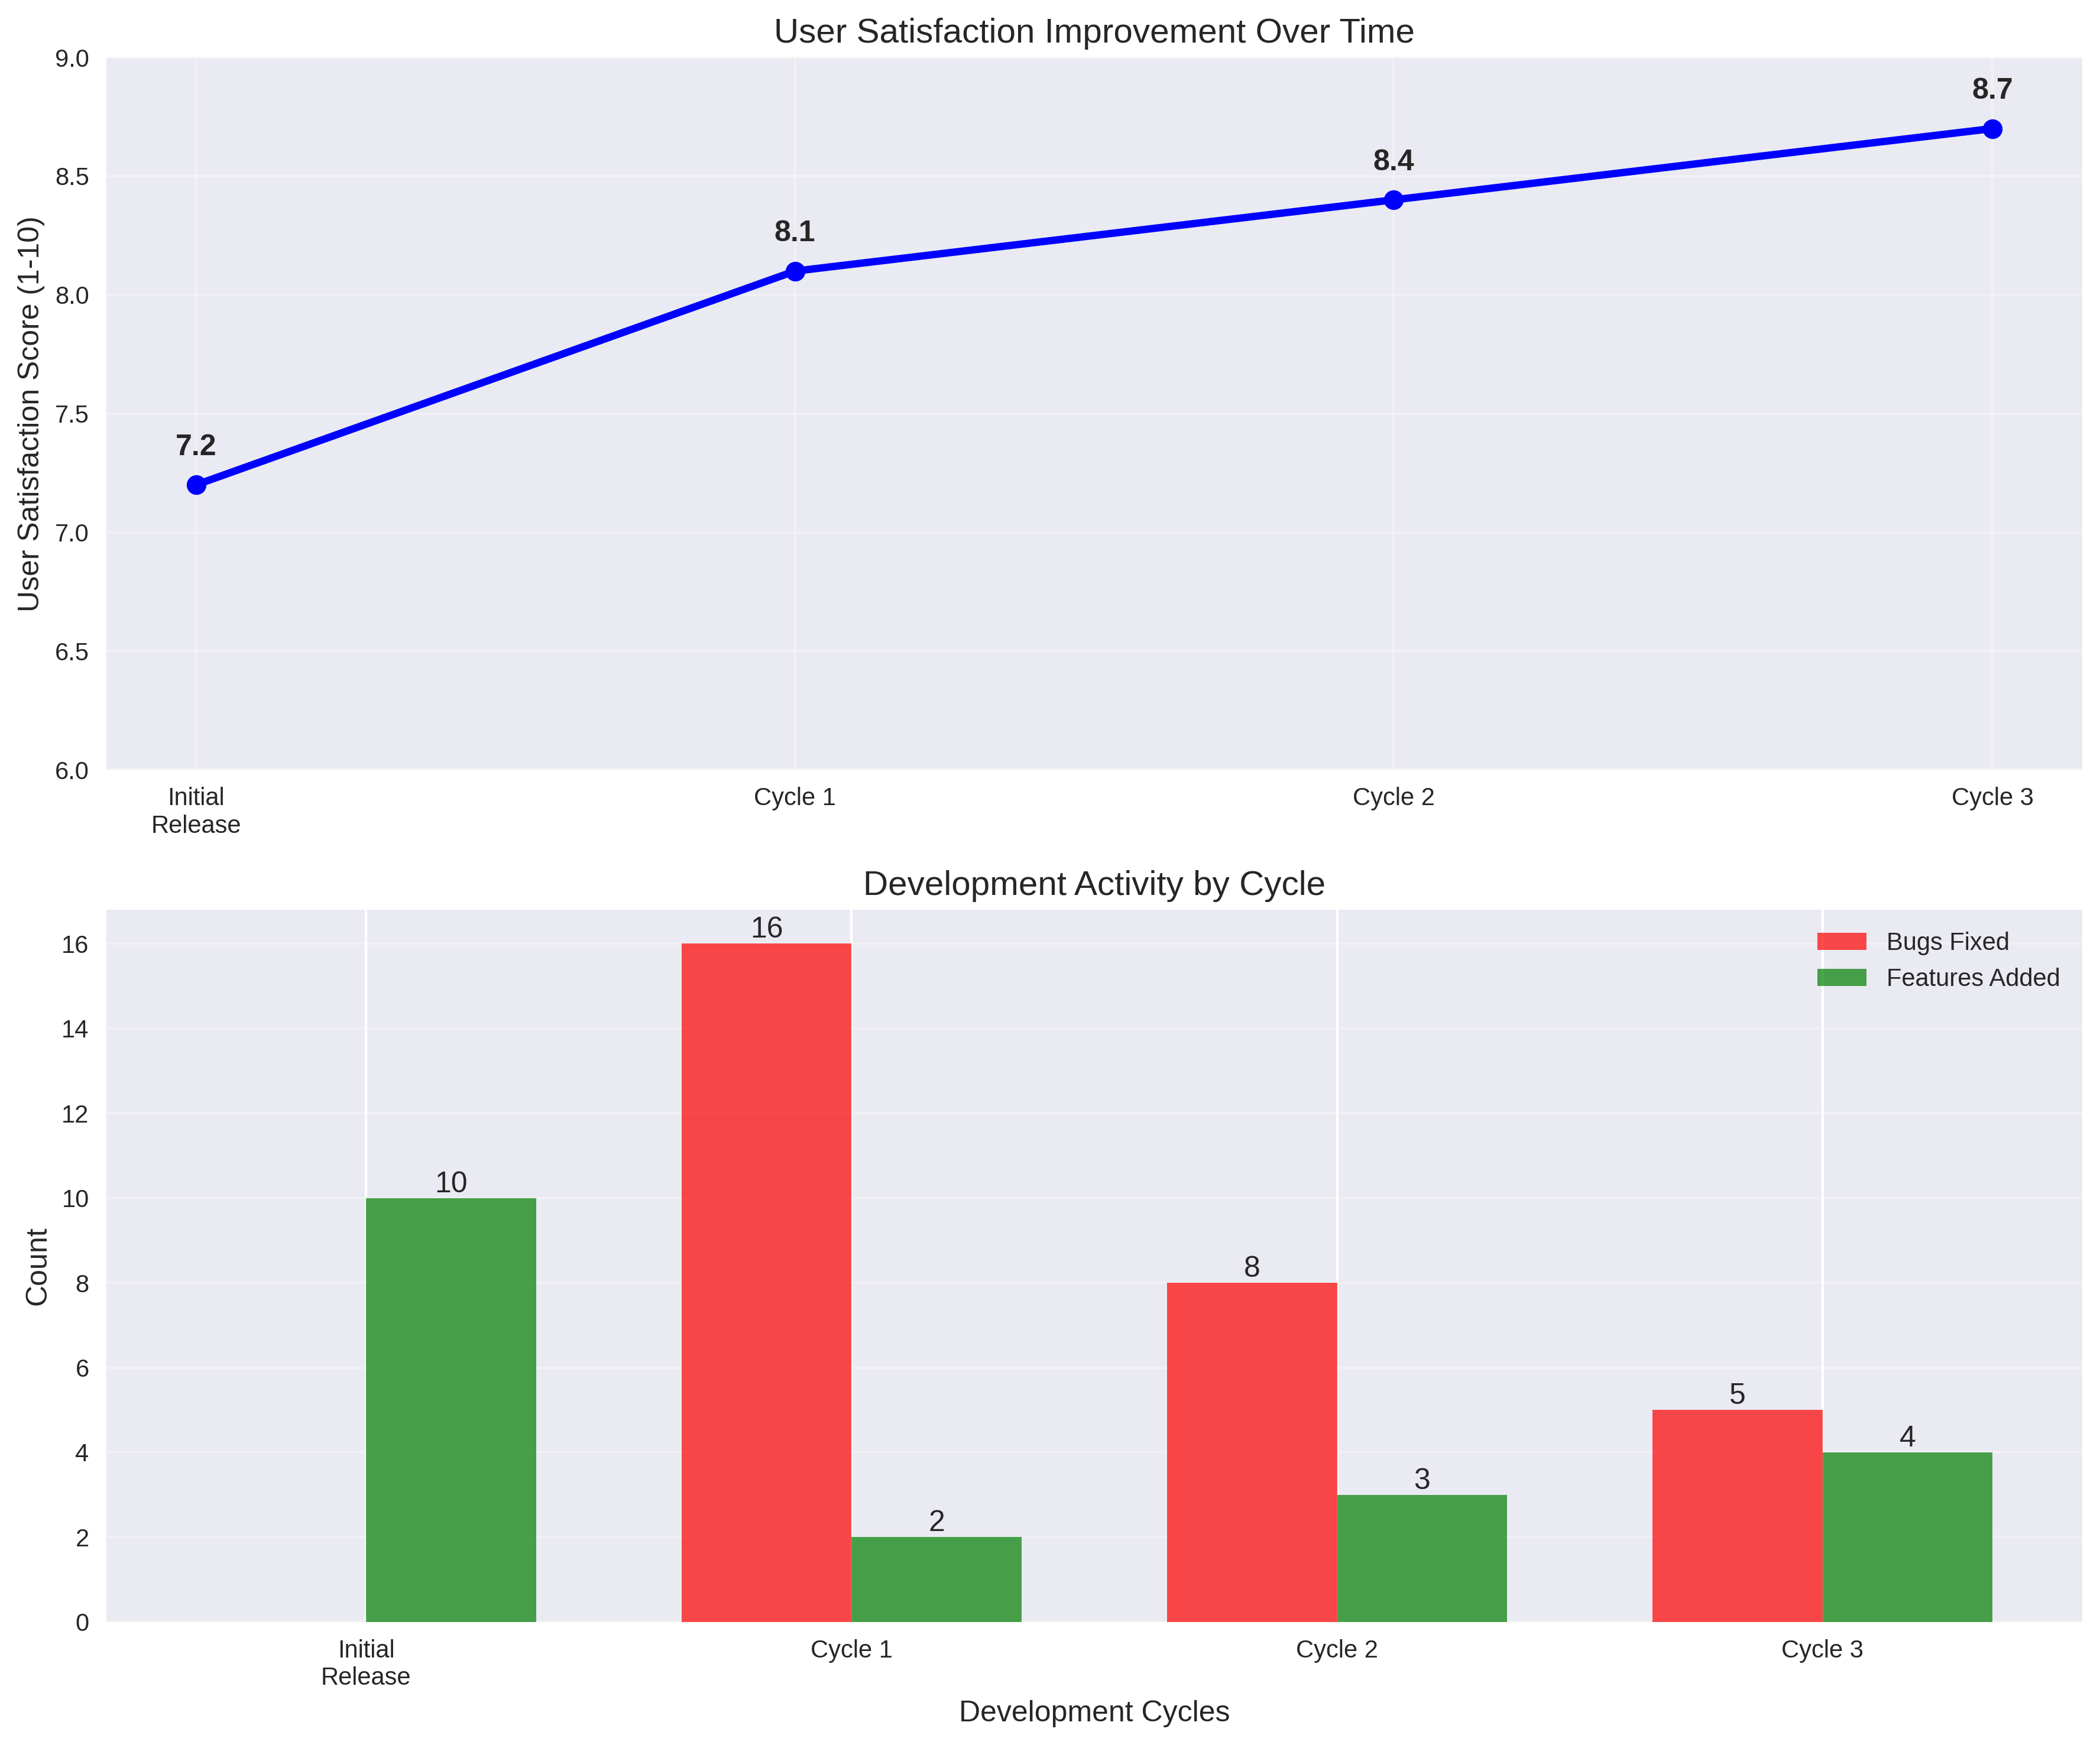 User Satisfaction Improvement Over Time
User Satisfaction Score (1-10)
9.0
8.5
8.0
7.5
7.0
6.5
6.0
7.2
8.1
8.4
8.7
Initial
Release
Cycle 1
Cycle 2
Cycle 3
Development Activity by Cycle
Count
16
14
12
10
8
6
4
2
0
10
16
2
8
3
5
4
Bugs Fixed
Features Added
Initial
Release
Cycle 1
Cycle 2
Cycle 3
Development Cycles